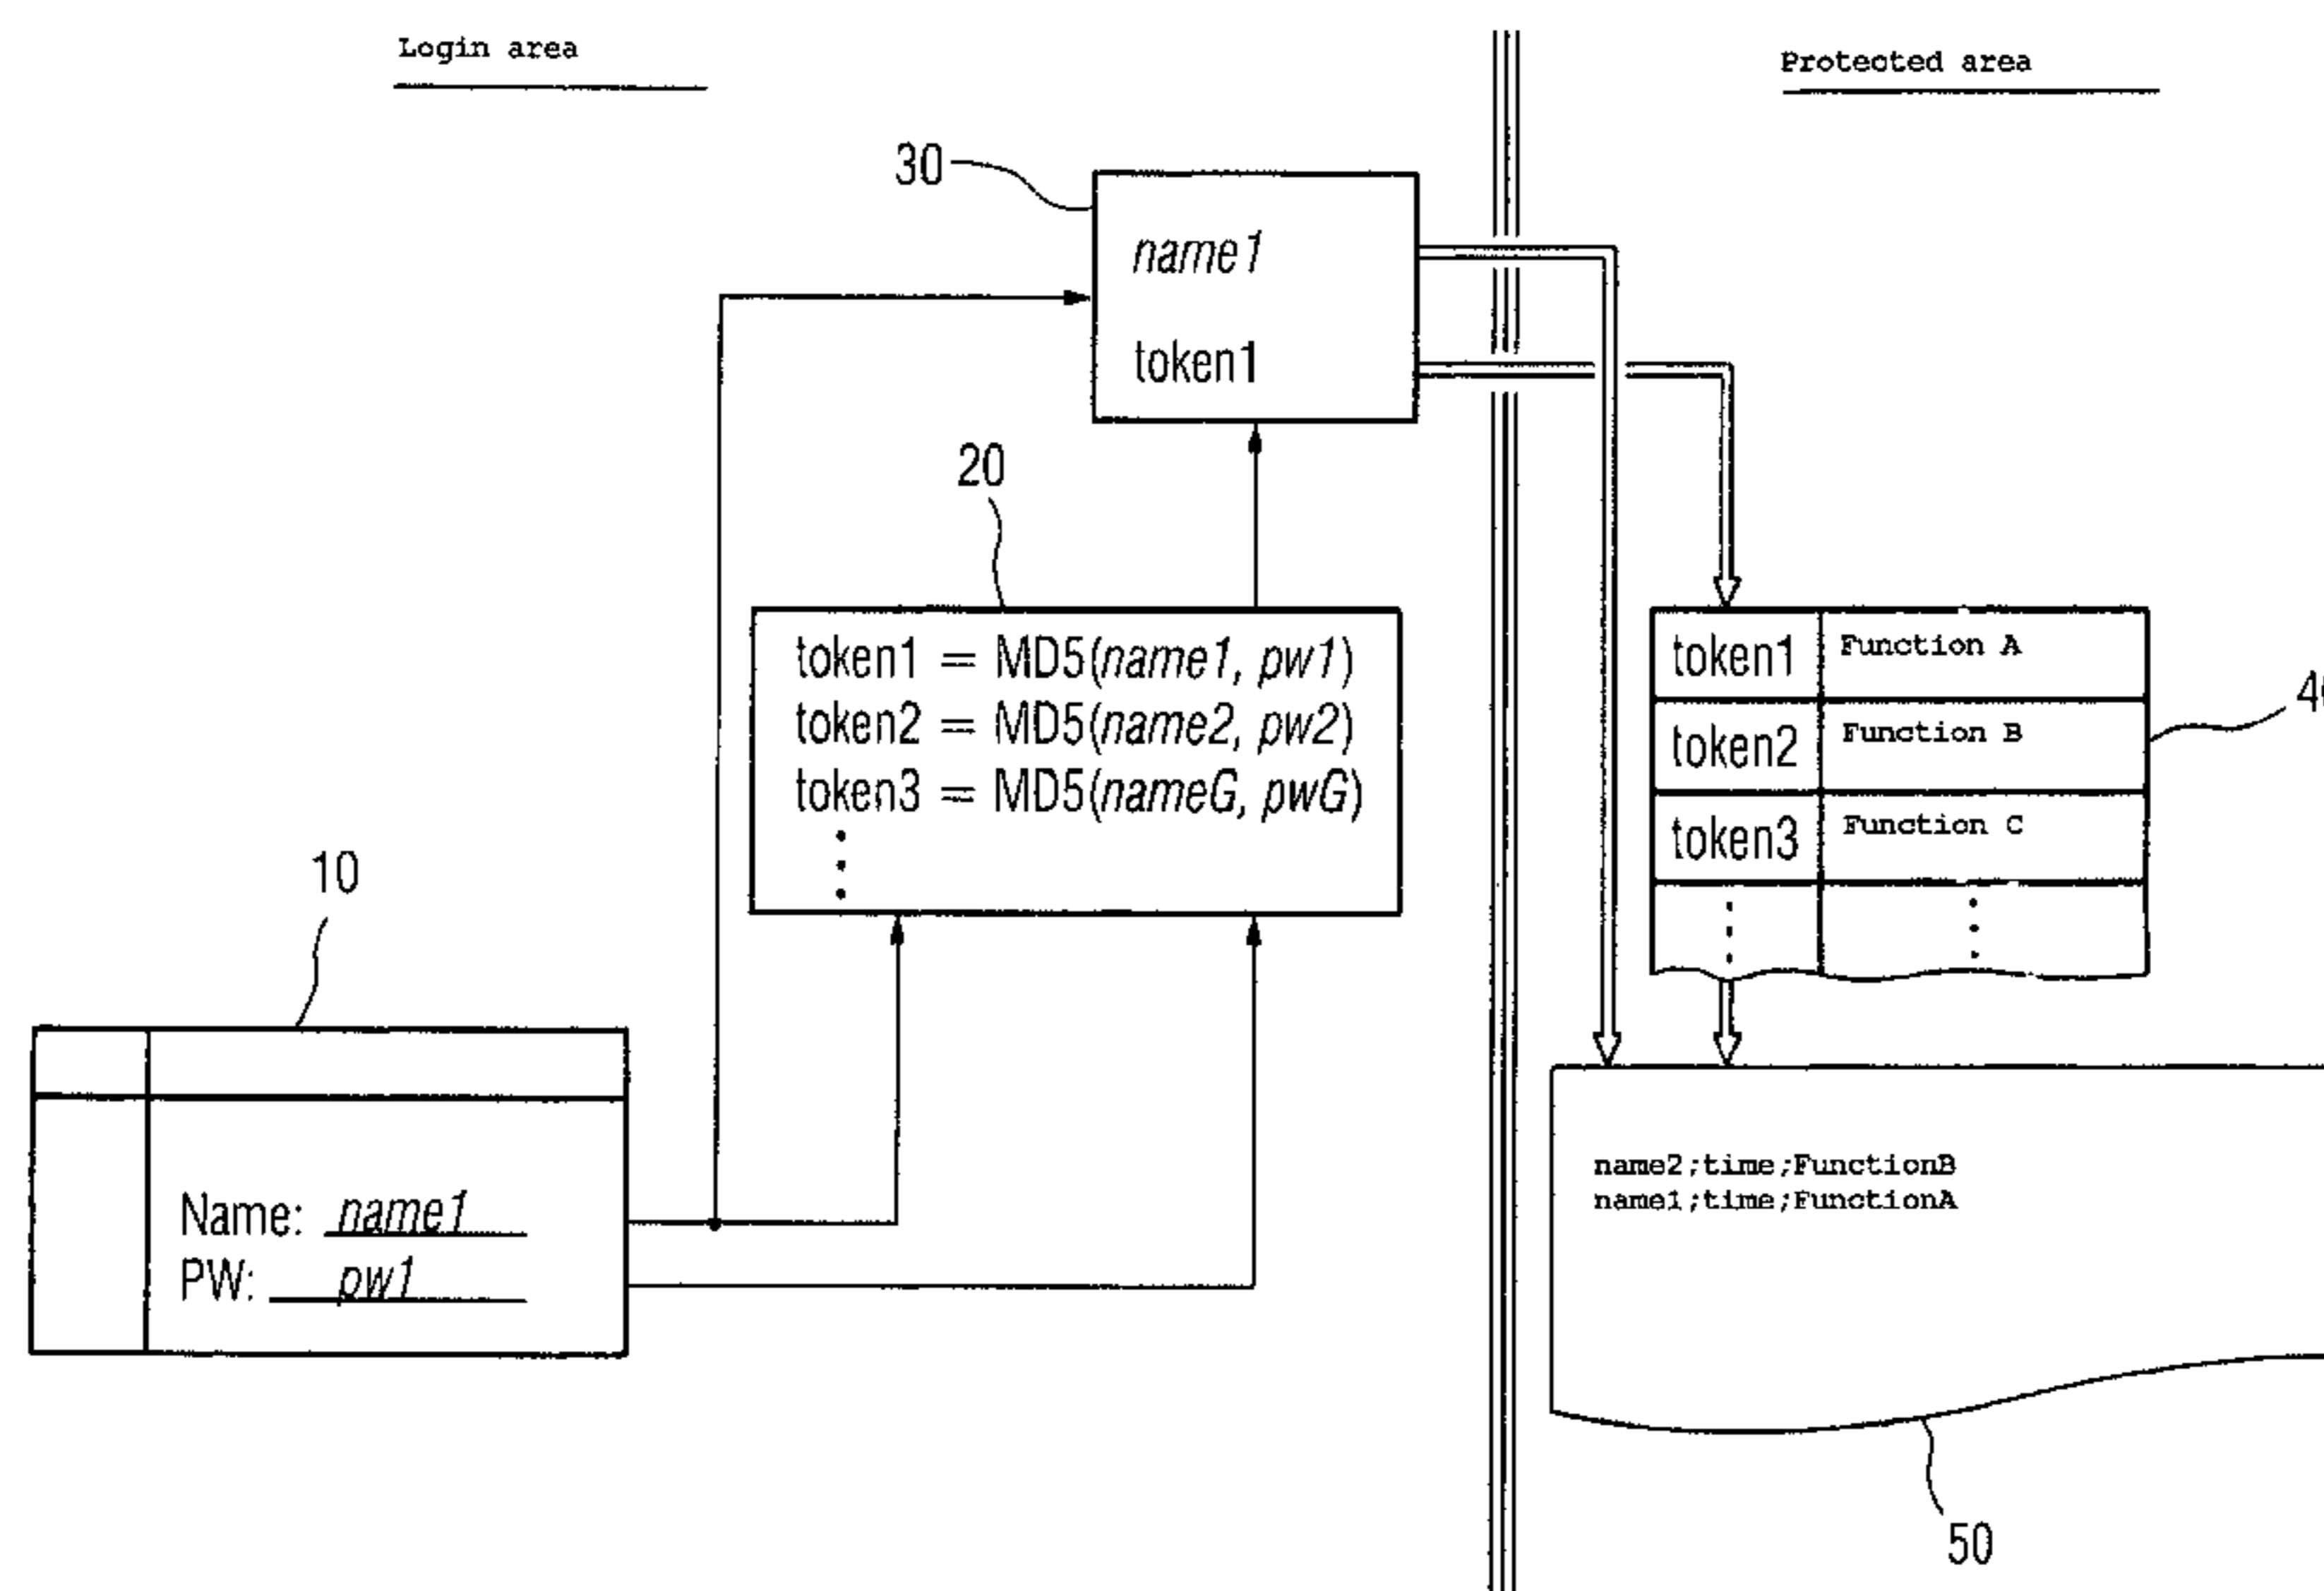 Login area
Protected area
30
name1
token1
20
token1 = MD5(name1, pw1)
token2 = MD5(name2, pw2)
token3 = MD5(nameG, pwG)
token1 Function A
token2 Function B
token3 Function C
10
Name: name1
PW: pw1
name2;time;FunctionB
name1;time;FunctionA
50